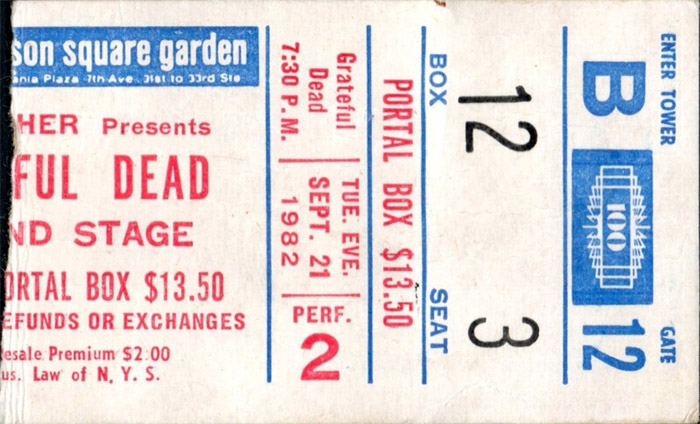 son square garden
ania Plaza 7th Ave. 31st to 33rd Sts
HER Presents
FUL DEAD
ND STAGE
ORTAL BOX $13.50
EFUNDS OR EXCHANGES
esale Premium $2.00
us. Law of N. Y. S.
Grateful
Dead
7:30 P.M.
TUE. EVE.
SEPT. 21
1982
PERF.
2
PORTAL BOX $13.50
BOX
12
SEAT
3
ENTER TOWER
B
100
GATE
12